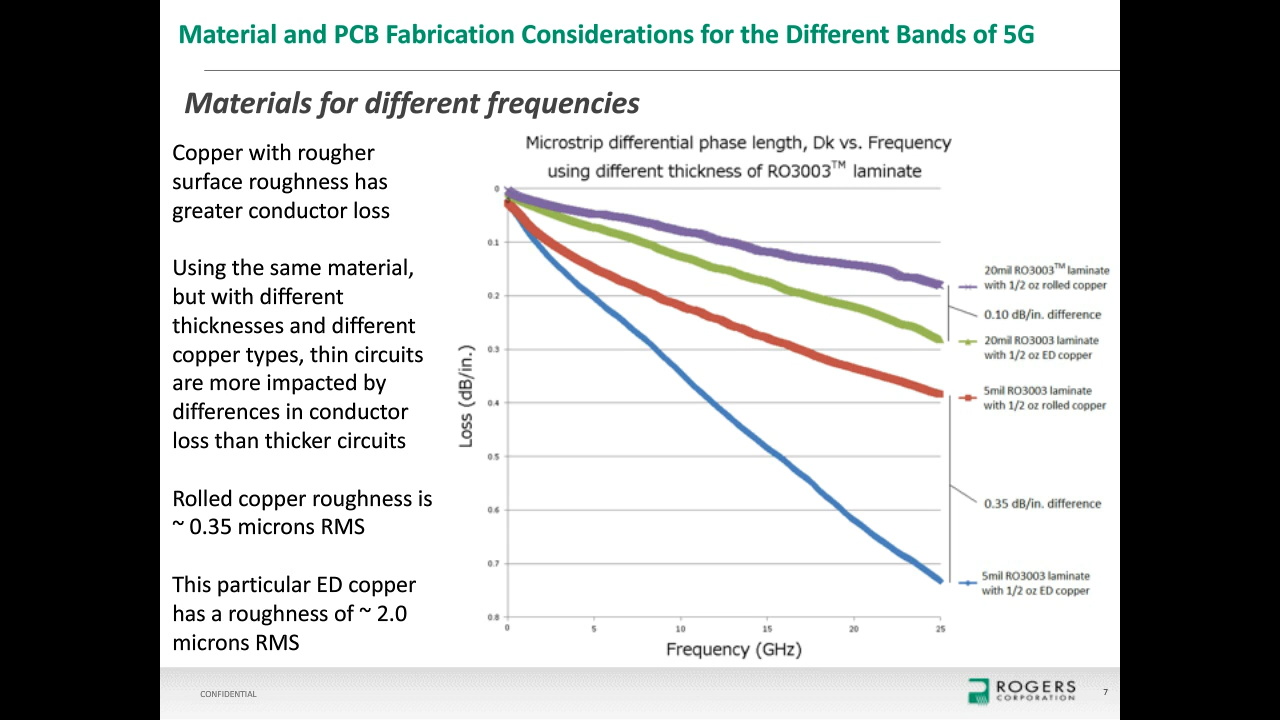 Material and PCB Fabrication Considerations for the Different Bands of 5G
Materials for different frequencies
Copper with rougher
surface roughness has
greater conductor loss
Using the same material,
but with different
thicknesses and different
copper types, thin circuits
are more impacted by
differences in conductor
loss than thicker circuits
Rolled copper roughness is
~ 0.35 microns RMS
This particular ED copper
has a roughness of ~ 2.0
microns RMS
Microstrip differential phase length, Dk vs. Frequency
using different thickness of RO3003™ laminate
Loss (dB/in.)
0
0.1
0.2
0.3
0.4
0.5
0.6
0.7
0.8
0
5
10
15
20
25
Frequency (GHz)
20mil RO3003™ laminate
with 1/2 oz rolled copper
0.10 dB/in. difference
20mil RO3003 laminate
with 1/2 oz ED copper
5mil RO3003 laminate
with 1/2 oz rolled copper
0.35 dB/in. difference
5mil RO3003 laminate
with 1/2 oz ED copper
CONFIDENTIAL
ROGERS
CORPORATION
7